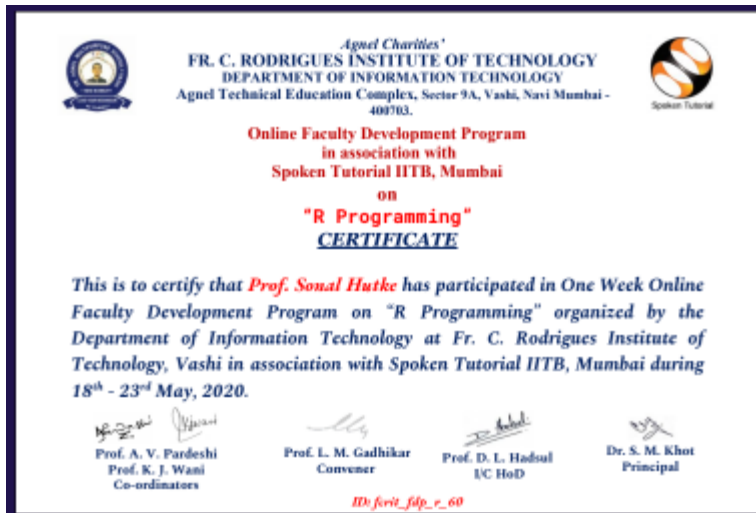 Agnel Charities'
FR. C. RODRIGUES INSTITUTE OF TECHNOLOGY
DEPARTMENT OF INFORMATION TECHNOLOGY
Agnel Technical Education Complex, Sector 9A, Vashi, Navi Mumbai -
400703.
Spoken Tutorial
Online Faculty Development Program
in association with
Spoken Tutorial IITB, Mumbai
on
"R Programming"
CERTIFICATE
This is to certify that Prof. Sonal Hutke has participated in One Week Online
Faculty Development Program on "R Programming" organized by the
Department of Information Technology at Fr. C. Rodrigues Institute of
Technology, Vashi in association with Spoken Tutorial IITB, Mumbai during
18th - 23rd May, 2020.
Prof. A. V. Pardeshi
Prof. K. J. Wani
Co-ordinators
Prof. L. M. Gadhikar
Convener
Prof. D. L. Hadsul
I/C HoD
Dr. S. M. Khot
Principal
ID: fcrit_fdp_r_60